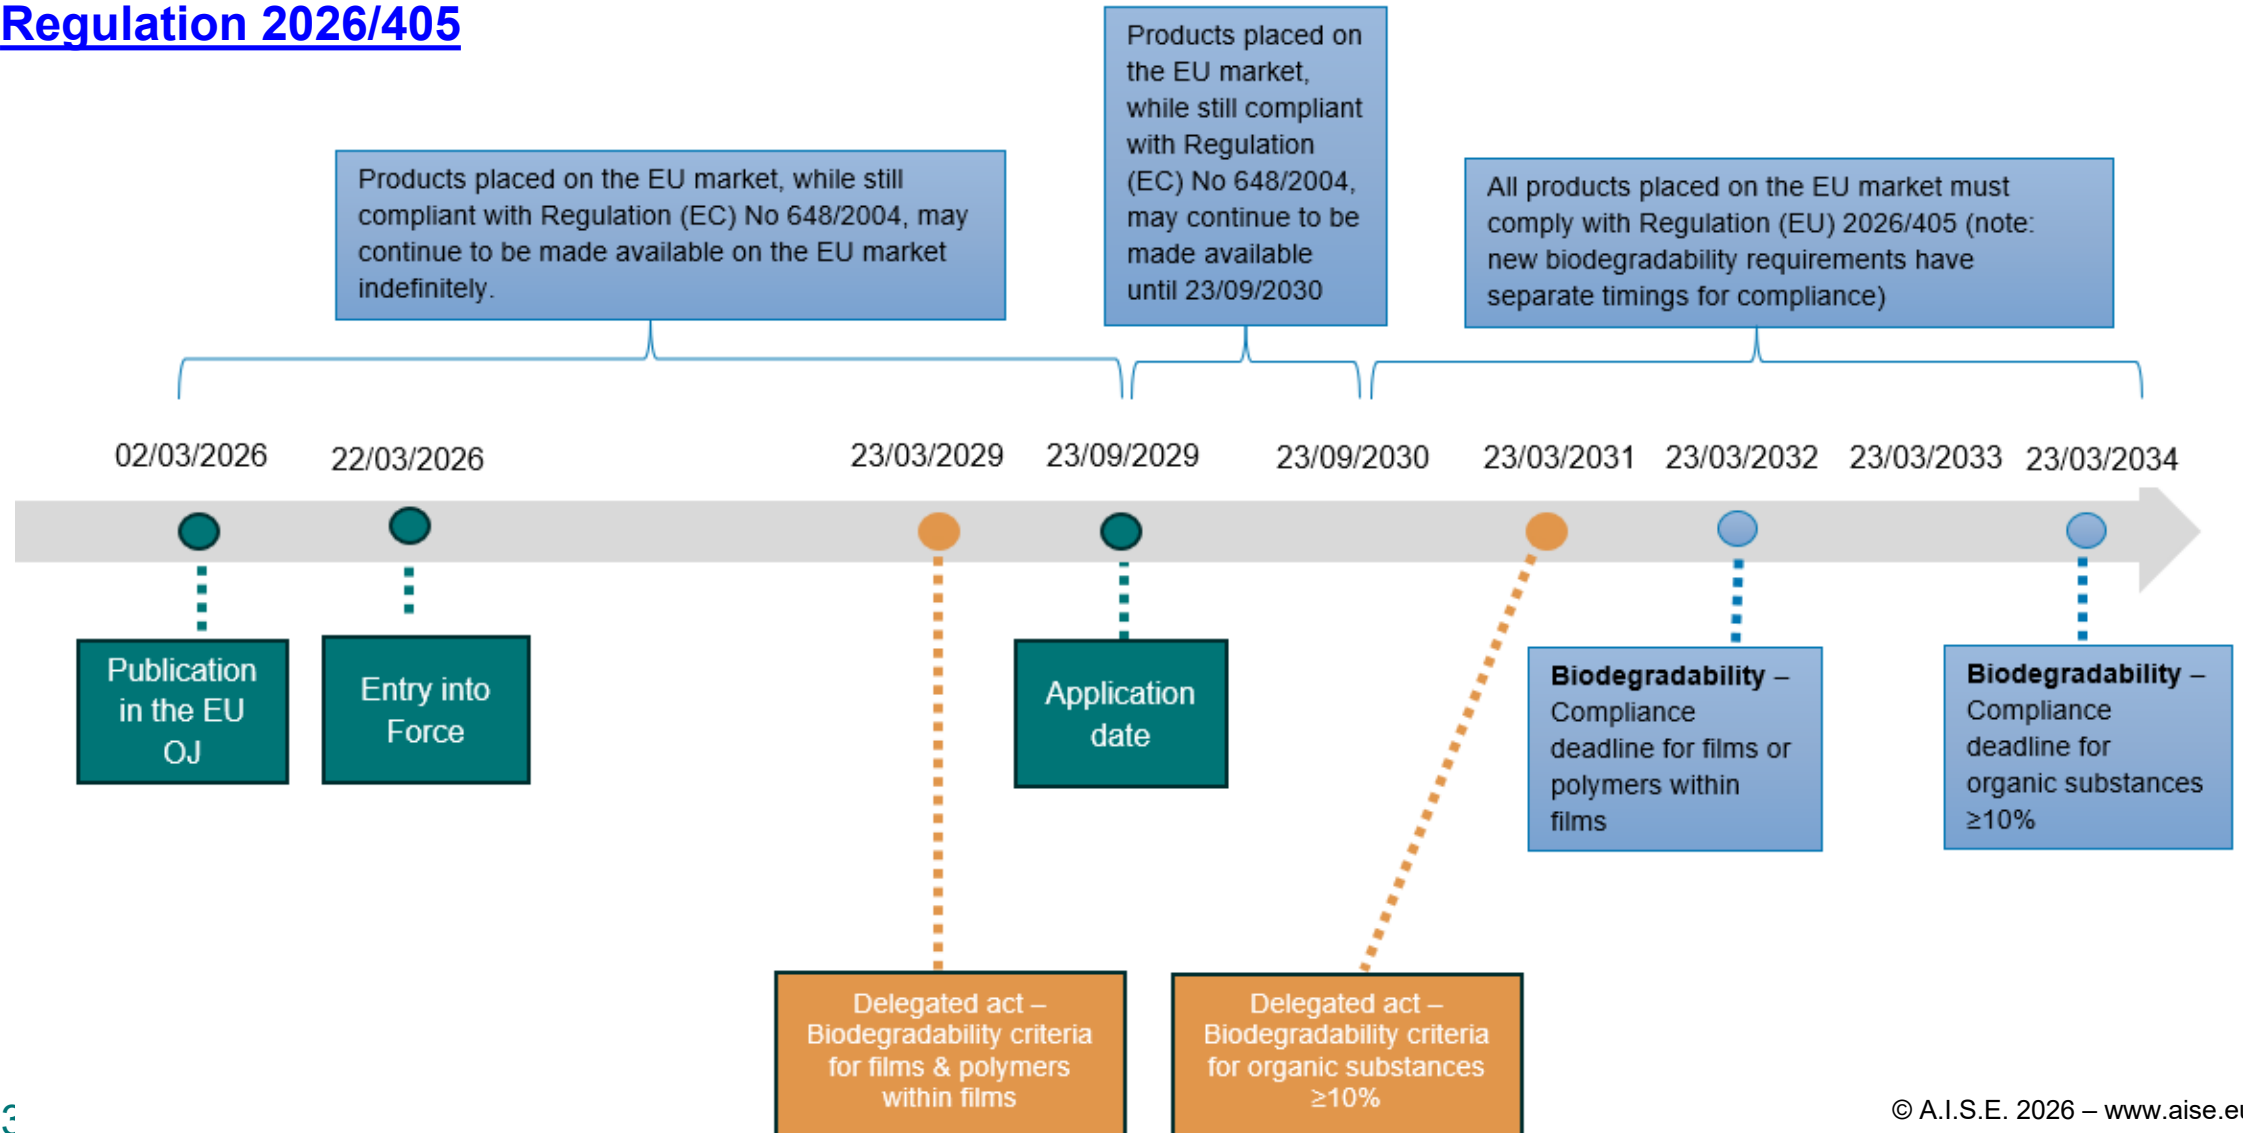 Regulation 2026/405
Products placed on
the EU market,
while still compliant
with Regulation
(EC) No 648/2004,
may continue to be
made available
until 23/09/2030
Products placed on the EU market, while still
compliant with Regulation (EC) No 648/2004, may
continue to be made available on the EU market
indefinitely.
All products placed on the EU market must
comply with Regulation (EU) 2026/405 (note:
new biodegradability requirements have
separate timings for compliance)
02/03/2026
22/03/2026
23/03/2029
23/09/2029
23/09/2030
23/03/2031
23/03/2032
23/03/2033
23/03/2034
Publication
in the EU
OJ
Entry into
Force
Application
date
Biodegradability –
Compliance
deadline for films or
polymers within
films
Biodegradability –
Compliance
deadline for
organic substances
≥10%
Delegated act –
Biodegradability criteria
for films & polymers
within films
Delegated act –
Biodegradability criteria
for organic substances
≥10%
© A.I.S.E. 2026 – www.aise.eu